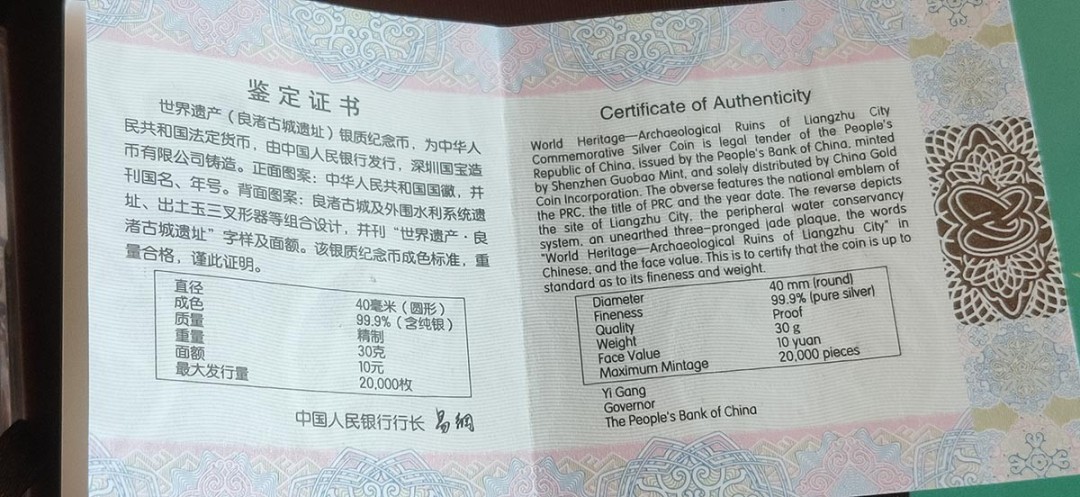 鉴定证书
世界遗产（良渚古城遗址）银质纪念币，为中华人
民共和国法定货币，由中国人民银行发行，深圳国宝造
币有限公司铸造。正面图案：中华人民共和国国徽，并
刊国名、年号。背面图案：良渚古城及外围水利系统遗
址、出土玉三叉形器等组合设计，并刊“世界遗产·良
渚古城遗址”字样及面额。该银质纪念币成色标准，重
量合格，谨此证明。
直径 40毫米（圆形）
成色 99.9%（含纯银）
质量 精制
重量 30克
面额 10元
最大发行量 20,000枚
中国人民银行行长 易纲
Certificate of Authenticity
World Heritage—Archaeological Ruins of Liangzhu City
Commemorative Silver Coin is legal tender of the People's
Republic of China, issued by the People's Bank of China, minted
by Shenzhen Guobao Mint, and solely distributed by China Gold
Coin Incorporation. The obverse features the national emblem of
the PRC, the title of PRC and the year date. The reverse depicts
the site of Liangzhu City, the peripheral water conservancy
system, an unearthed three-pronged jade plaque, the words
"World Heritage—Archaeological Ruins of Liangzhu City" in
Chinese, and the face value. This is to certify that the coin is up to
standard as to its fineness and weight.
Diameter 40 mm (round)
Fineness 99.9% (pure silver)
Quality Proof
Weight 30 g
Face Value 10 yuan
Maximum Mintage 20,000 pieces
Yi Gang
Governor
The People's Bank of China